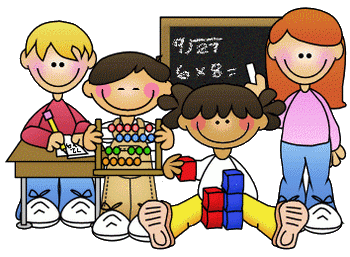 9⟌27
6 x 8 =